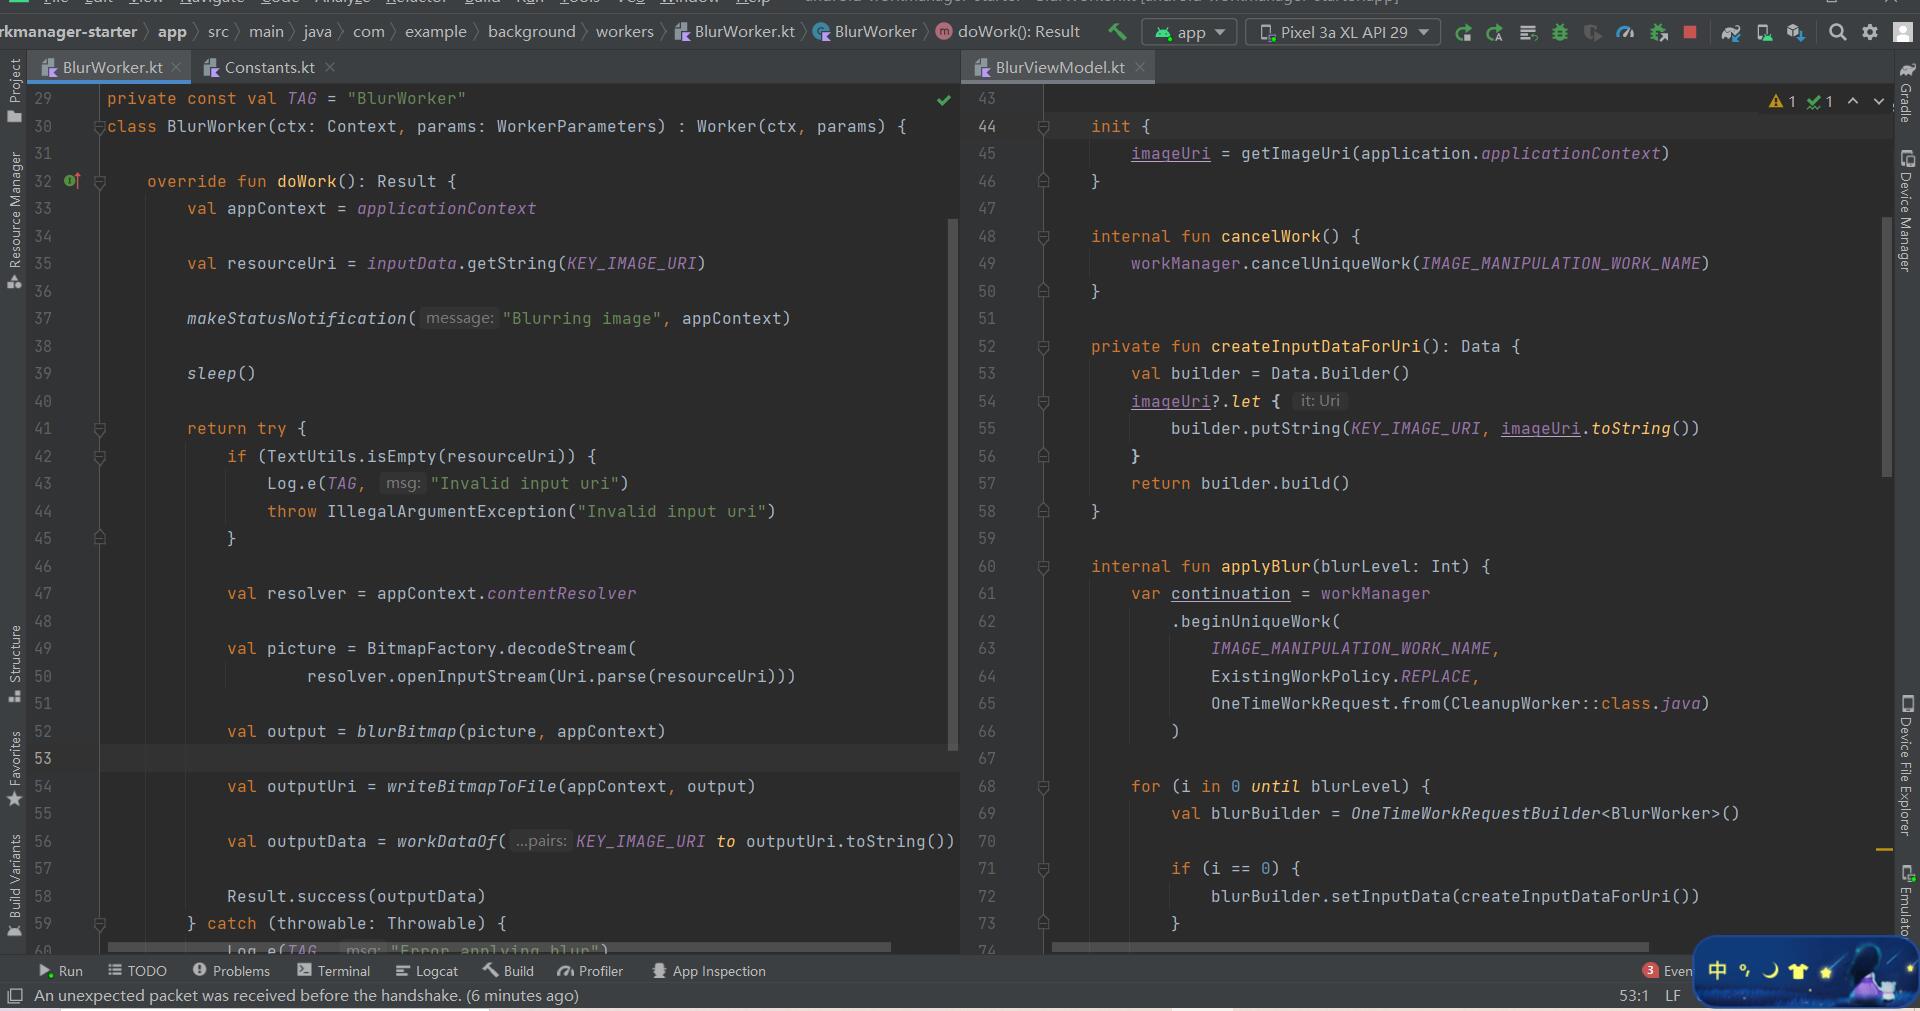 rkmanager-starter app src main java com example background workers BlurWorker.kt BlurWorker doWork(): Result app Pixel 3a XL API 29
BlurWorker.kt Constants.kt
29 private const val TAG = "BlurWorker"
30 class BlurWorker(ctx: Context, params: WorkerParameters) : Worker(ctx, params) {
31
32 override fun doWork(): Result {
33 val appContext = applicationContext
34
35 val resourceUri = inputData.getString(KEY_IMAGE_URI)
36
37 makeStatusNotification( message: "Blurring image", appContext)
38
39 sleep()
40
41 return try {
42 if (TextUtils.isEmpty(resourceUri)) {
43 Log.e(TAG, msg: "Invalid input uri")
44 throw IllegalArgumentException("Invalid input uri")
45 }
46
47 val resolver = appContext.contentResolver
48
49 val picture = BitmapFactory.decodeStream(
50 resolver.openInputStream(Uri.parse(resourceUri)))
51
52 val output = blurBitmap(picture, appContext)
53
54 val outputUri = writeBitmapToFile(appContext, output)
55
56 val outputData = workDataOf( ...pairs: KEY_IMAGE_URI to outputUri.toString())
57
58 Result.success(outputData)
59 } catch (throwable: Throwable) {
60 Log.e(TAG, msg: "Error applying blur")
BlurViewModel.kt
1 1
43
44 init {
45 imageUri = getImageUri(application.applicationContext)
46 }
47
48 internal fun cancelWork() {
49 workManager.cancelUniqueWork(IMAGE_MANIPULATION_WORK_NAME)
50 }
51
52 private fun createInputDataForUri(): Data {
53 val builder = Data.Builder()
54 imageUri?.let { it: Uri
55 builder.putString(KEY_IMAGE_URI, imageUri.toString())
56 }
57 return builder.build()
58 }
59
60 internal fun applyBlur(blurLevel: Int) {
61 var continuation = workManager
62 .beginUniqueWork(
63 IMAGE_MANIPULATION_WORK_NAME,
64 ExistingWorkPolicy.REPLACE,
65 OneTimeWorkRequest.from(CleanupWorker::class.java)
66 )
67
68 for (i in 0 until blurLevel) {
69 val blurBuilder = OneTimeWorkRequestBuilder<BlurWorker>()
70
71 if (i == 0) {
72 blurBuilder.setInputData(createInputDataForUri())
73 }
74
Project
Resource Manager
Structure
Favorites
Build Variants
Gradle
Device Manager
Device File Explorer
Emulato
Run TODO Problems Terminal Logcat Build Profiler App Inspection 3 Even
An unexpected packet was received before the handshake. (6 minutes ago) 53:1 LF
中